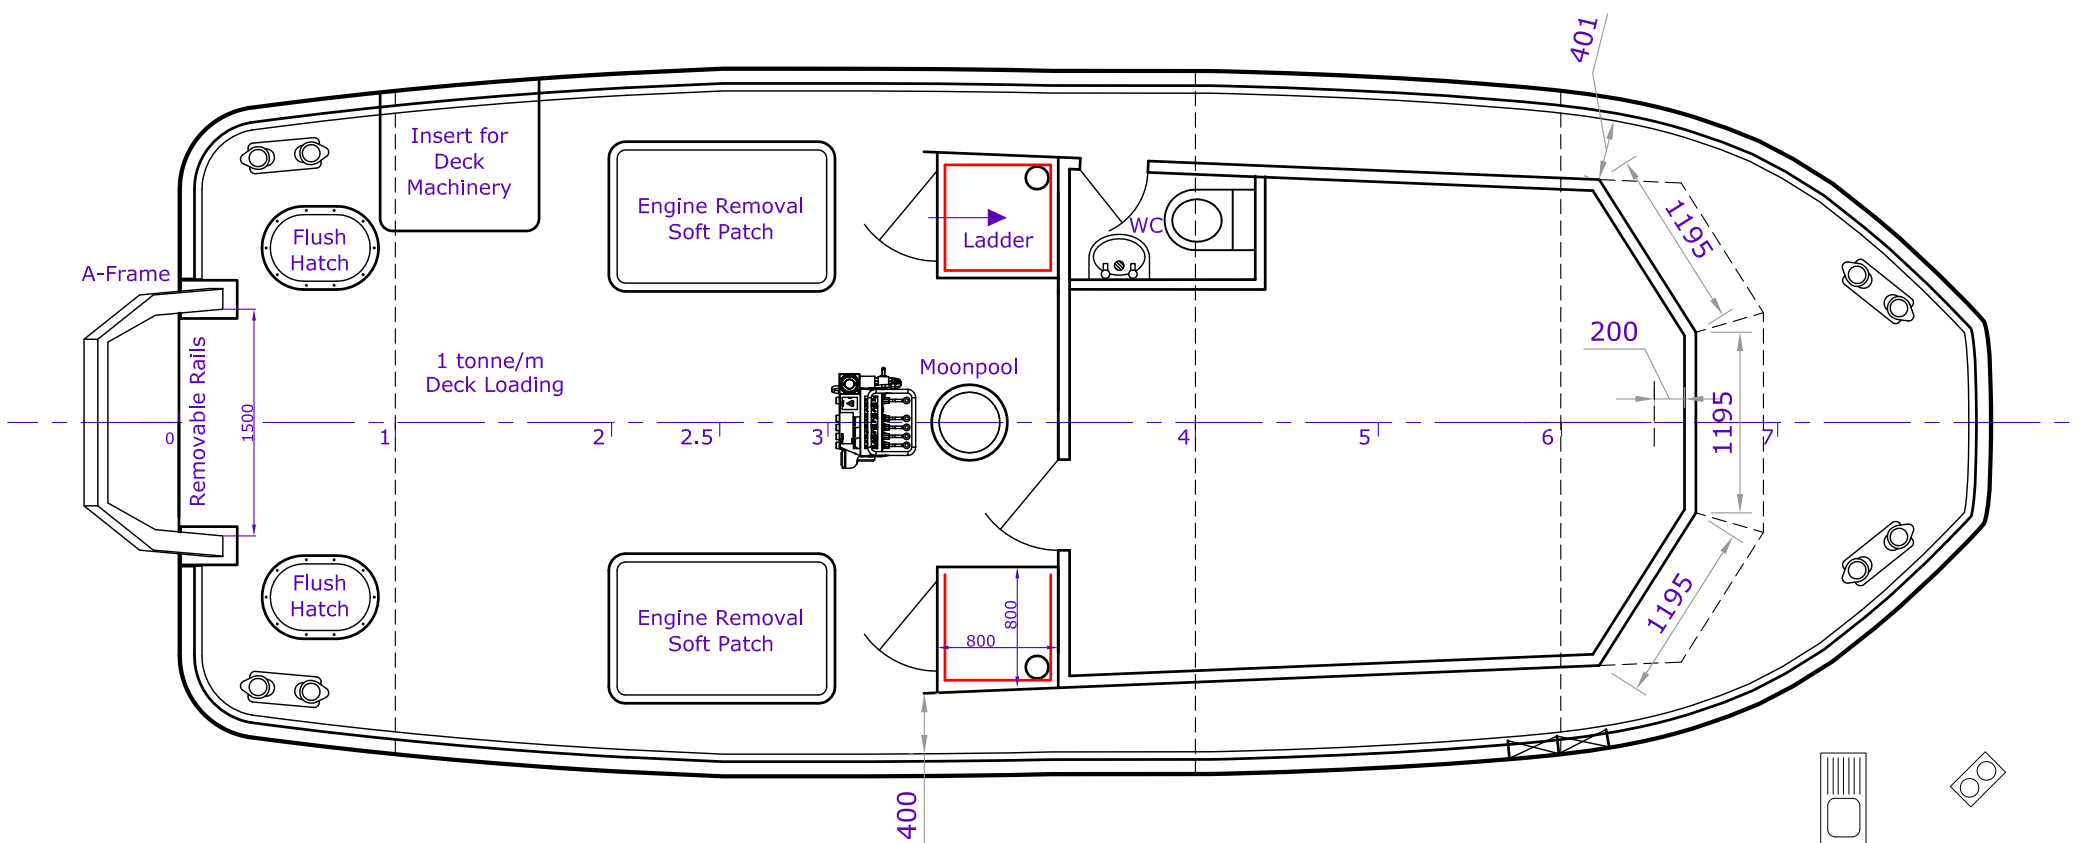 401
Insert for
Deck
Machinery
Engine Removal
Soft Patch
Ladder
WC
1195
Flush
Hatch
A-Frame
200
Removable Rails
1500
1 tonne/m
Deck Loading
Moonpool
1195
0
1
2
2.5
3
4
5
6
7
Flush
Hatch
Engine Removal
Soft Patch
800
800
1195
400